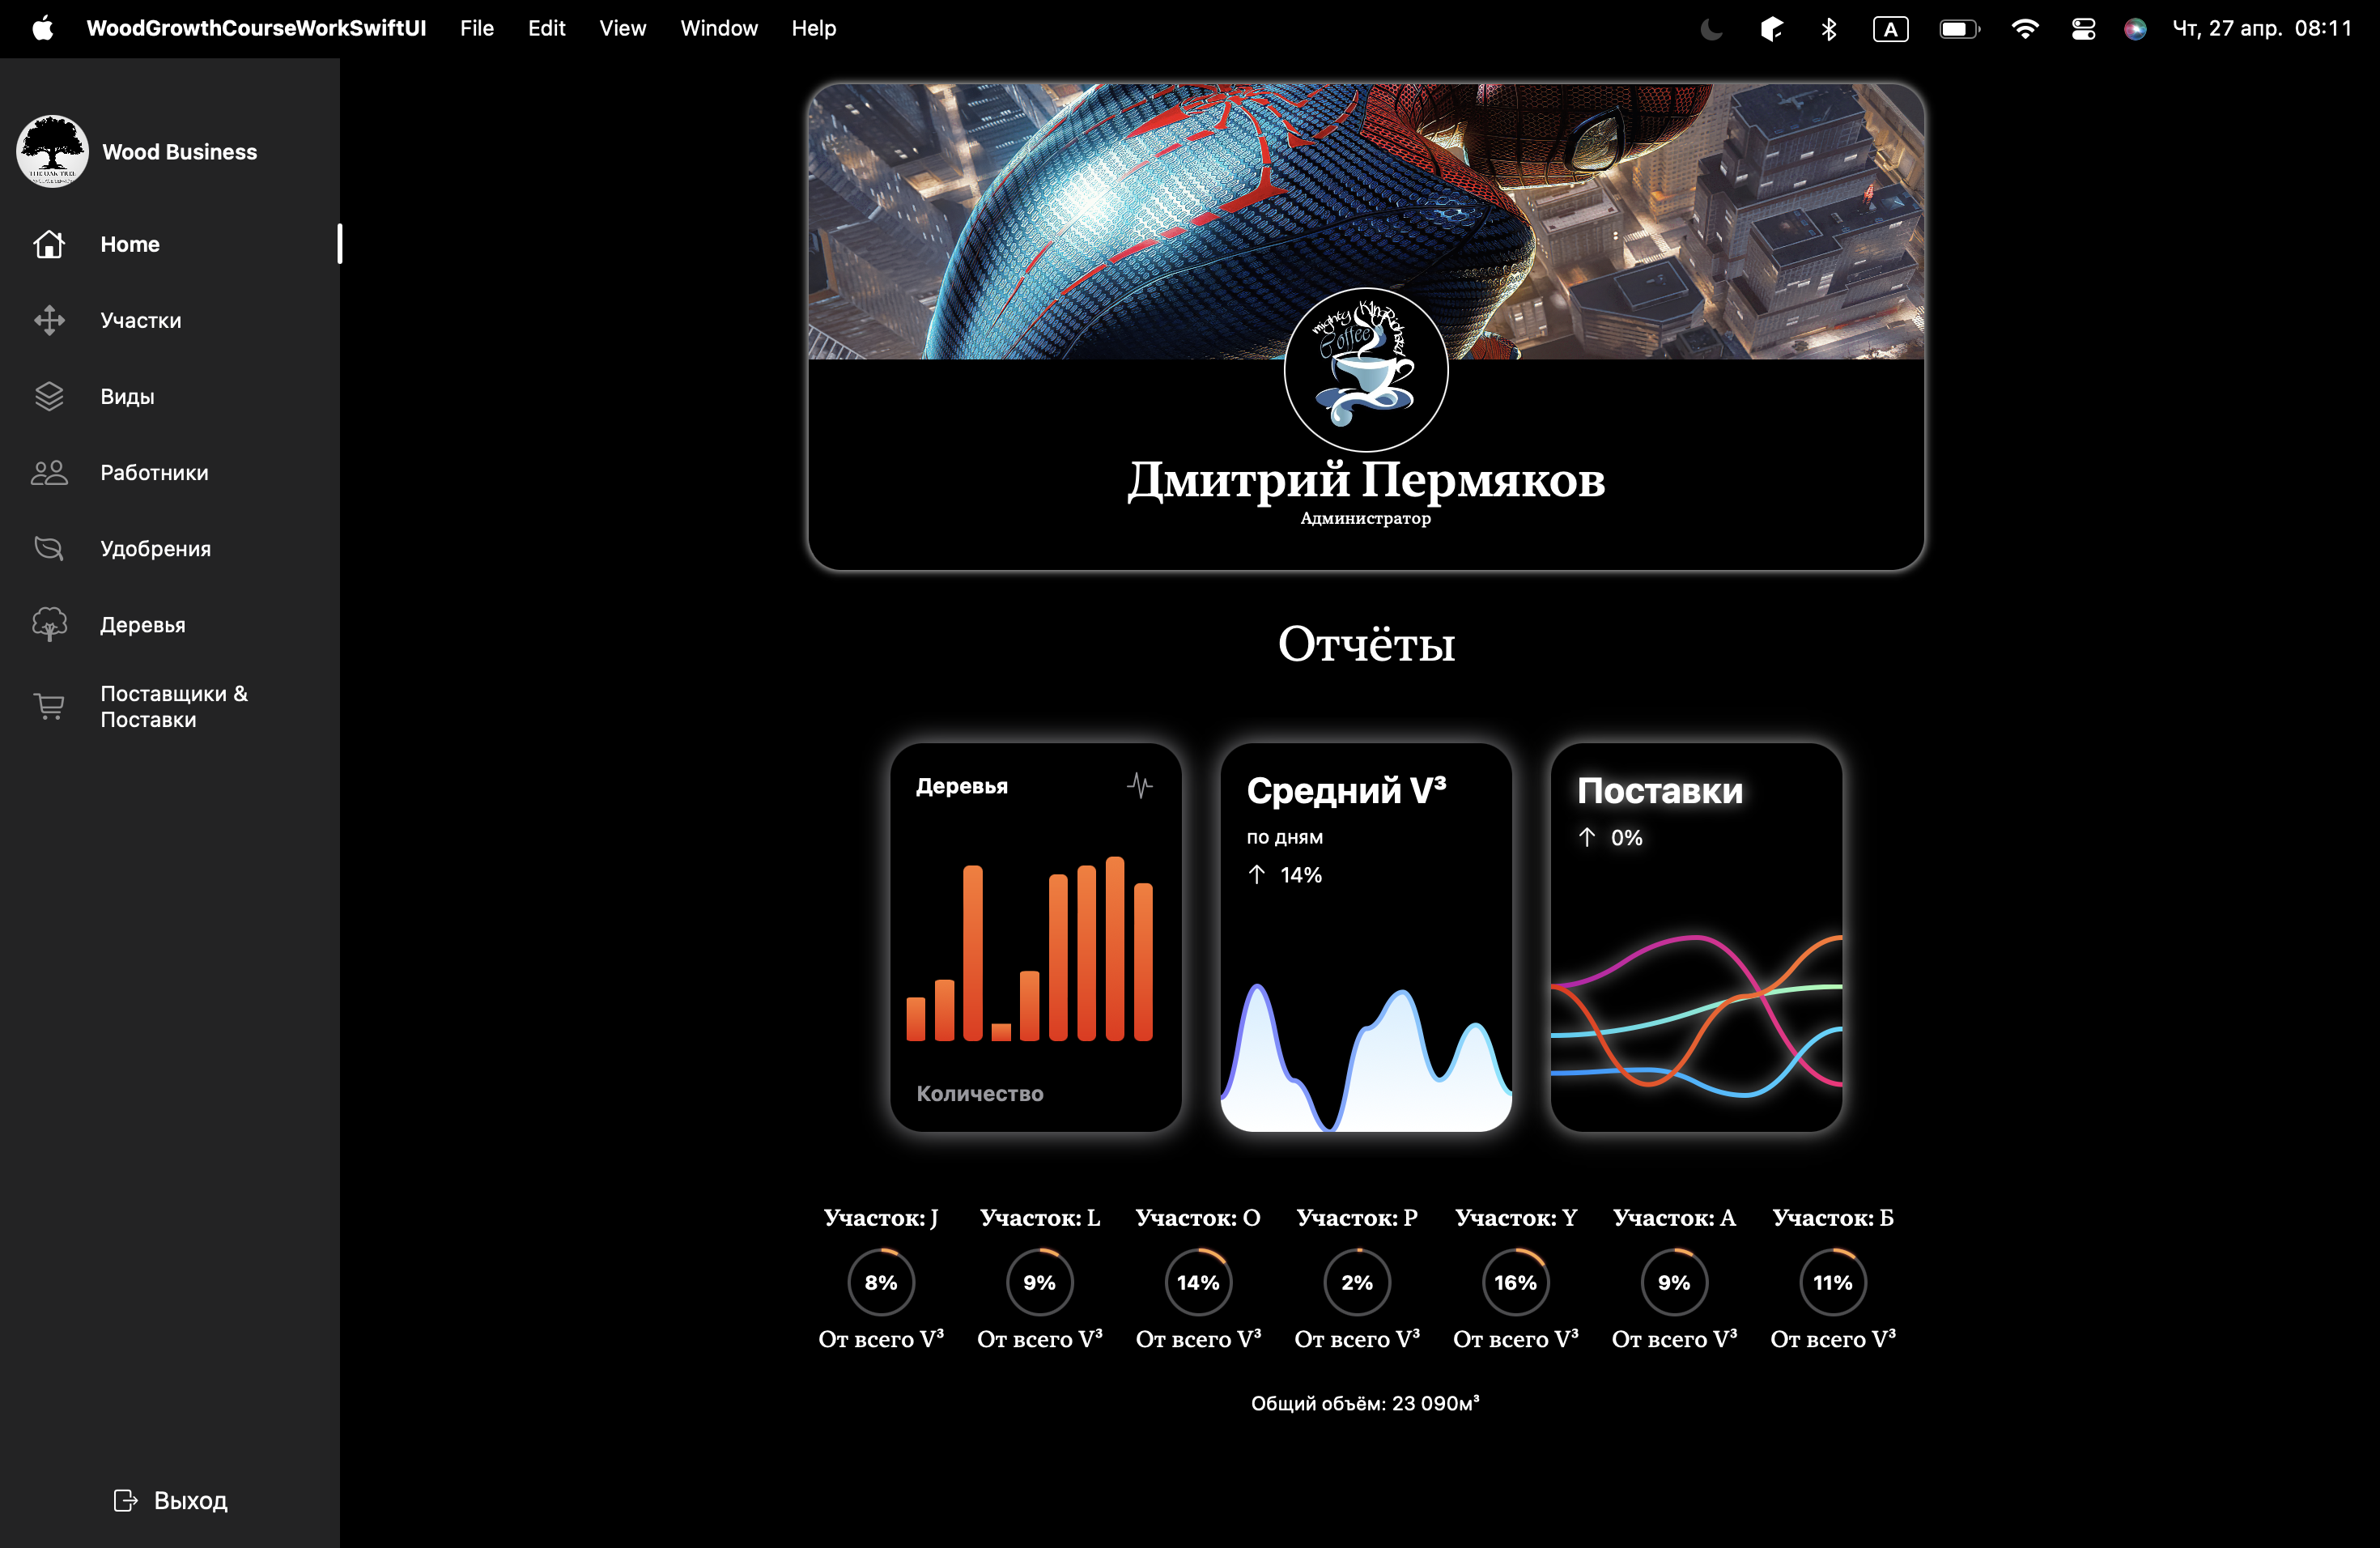 WoodGrowthCourseWorkSwiftUI File Edit View Window Help A Чт, 27 апр. 08:11
Wood Business
Home
Участки
Виды
Работники
Удобрения
Деревья
Поставщики &
Поставки
Выход
mighty K1ngRichard
Coffee
Дмитрий Пермяков
Администратор
Отчёты
Деревья
Количество
Средний V³
по дням
14%
Поставки
0%
Участок: J Участок: L Участок: O Участок: P Участок: Y Участок: А Участок: Б
8% 9% 14% 2% 16% 9% 11%
От всего V³ От всего V³ От всего V³ От всего V³ От всего V³ От всего V³ От всего V³
Общий объём: 23 090м³